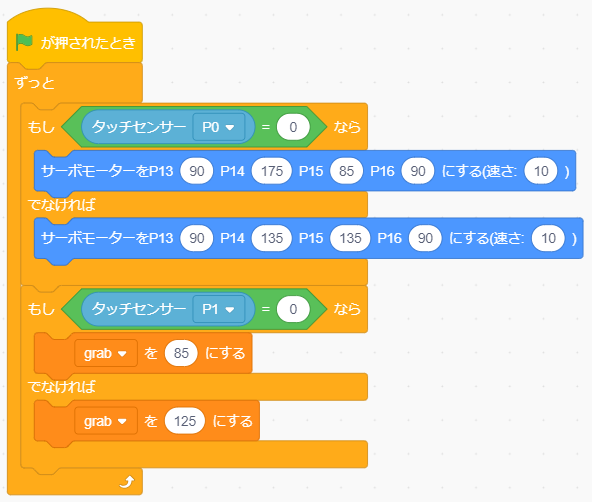 が押されたとき
ずっと
もし タッチセンサー P0 = 0 なら
サーボモーターをP13 90 P14 175 P15 85 P16 90 にする(速さ: 10 )
でなければ
サーボモーターをP13 90 P14 135 P15 135 P16 90 にする(速さ: 10 )
もし タッチセンサー P1 = 0 なら
grab を 85 にする
でなければ
grab を 125 にする